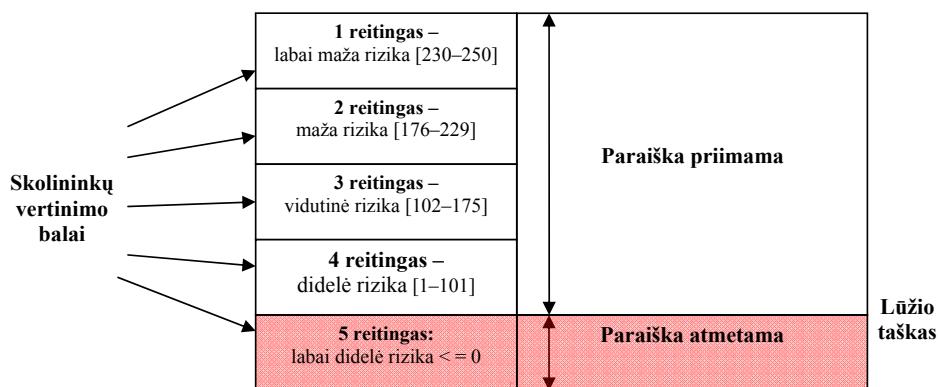 Skolininkų
vertinimo
balai
1 reitingas –
labai maža rizika [230–250]
2 reitingas –
maža rizika [176–229]
3 reitingas –
vidutinė rizika [102–175]
4 reitingas –
didelė rizika [1–101]
5 reitingas:
labai didelė rizika < = 0
Paraiška priimama
Paraiška atmetama
Lūžio
taškas